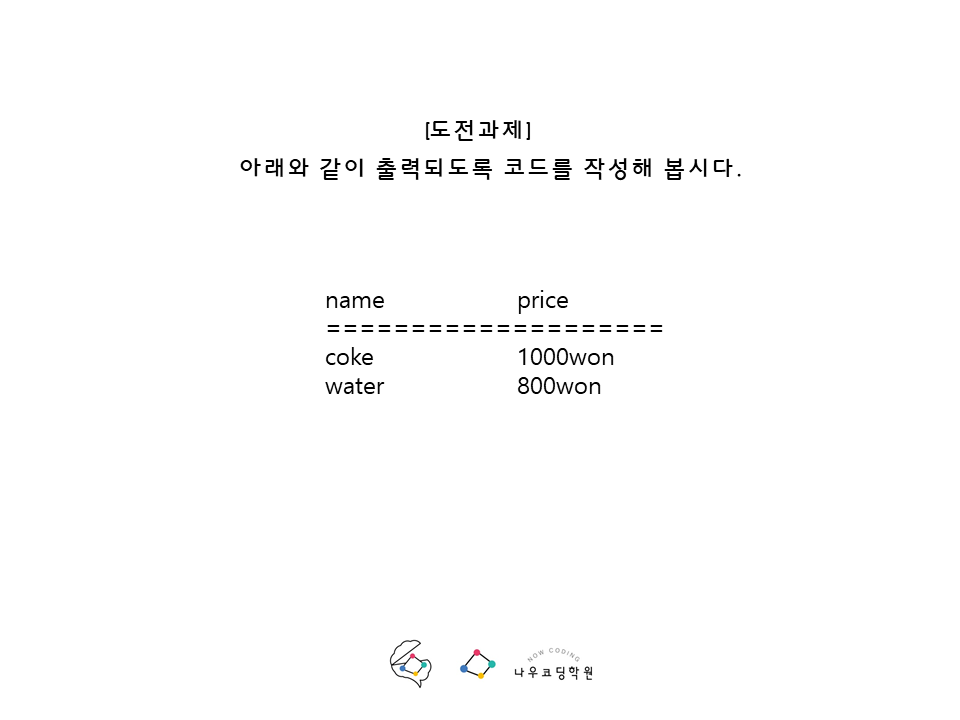 [도전과제]
아래와 같이 출력되도록 코드를 작성해 봅시다.
name price
====================
coke 1000won
water 800won
NOW CODING
나우코딩학원